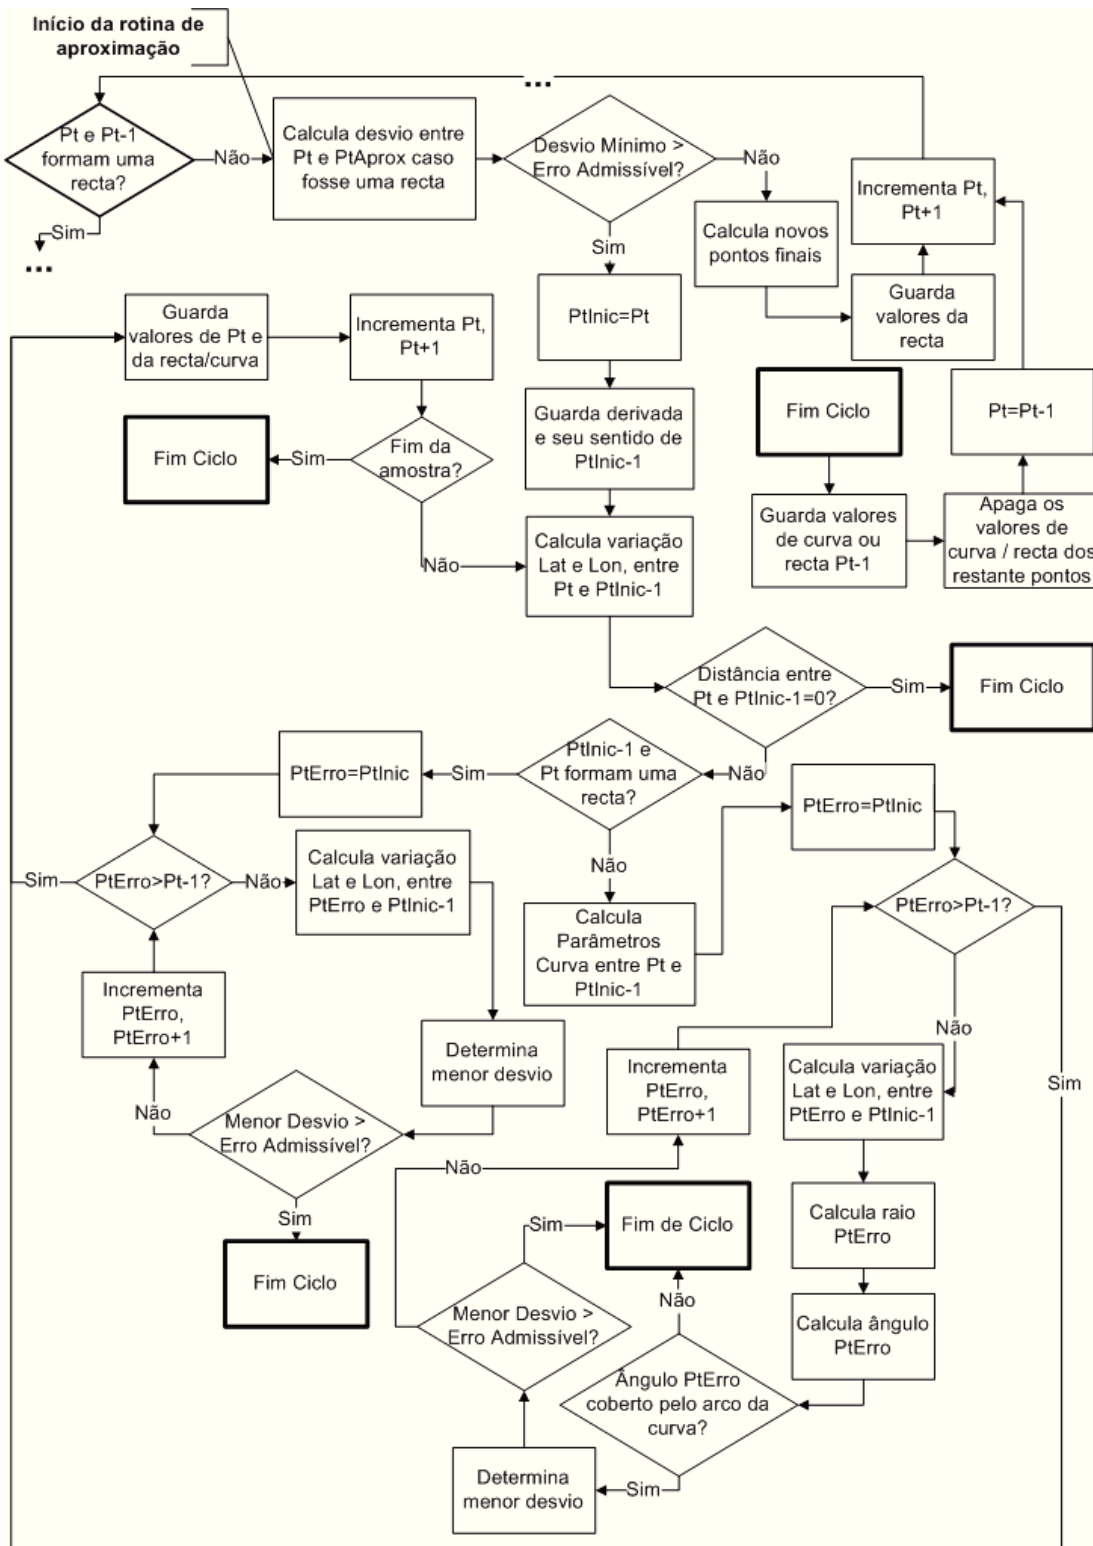 Início da rotina de
aproximação
...
Pt e Pt-1
formam uma
recta?
Não
Sim
...
Calcula desvio entre
Pt e PtAprox caso
fosse uma recta
Desvio Mínimo >
Erro Admissível?
Não
Sim
Calcula novos
pontos finais
Incrementa Pt,
Pt+1
Guarda
valores da
recta
PtInic=Pt
Guarda
valores de Pt e
da recta/curva
Incrementa Pt,
Pt+1
Fim da
amostra?
Sim
Fim Ciclo
Não
Guarda derivada
e seu sentido de
PtInic-1
Calcula variação
Lat e Lon, entre
Pt e PtInic-1
Fim Ciclo
Pt=Pt-1
Guarda valores
de curva ou
recta Pt-1
Apaga os
valores de
curva / recta dos
restante pontos
Distância entre
Pt e PtInic-1=0?
Sim
Fim Ciclo
Não
PtInic-1 e
Pt formam uma
recta?
Sim
PtErro=PtInic
Não
PtErro=PtInic
PtErro>Pt-1?
Sim
Não
Calcula variação
Lat e Lon, entre
PtErro e PtInic-1
Calcula
Parâmetros
Curva entre Pt e
PtInic-1
PtErro>Pt-1?
Não
Sim
Incrementa
PtErro,
PtErro+1
Determina
menor desvio
Não
Menor Desvio >
Erro Admissível?
Sim
Fim Ciclo
Incrementa
PtErro,
PtErro+1
Calcula variação
Lat e Lon, entre
PtErro e PtInic-1
Não
Sim
Fim de Ciclo
Calcula raio
PtErro
Menor Desvio >
Erro Admissível?
Não
Calcula ângulo
PtErro
Ângulo PtErro
coberto pelo arco da
curva?
Sim
Determina
menor desvio